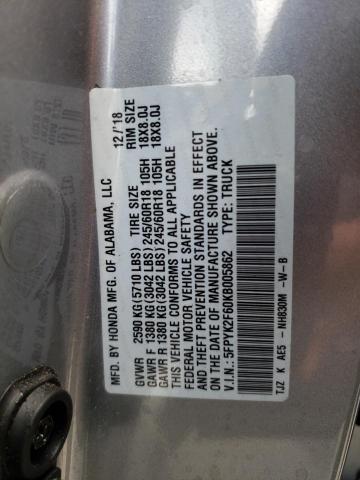 MFD. BY HONDA MFG. OF ALABAMA, LLC 12/'18
TIRE SIZE RIM SIZE
GVWR 2590 KG(5710 LBS)
GAWR F 1380 KG(3042 LBS) 245/60R18 105H 18X8.0J
GAWR R 1380 KG(3042 LBS) 245/60R18 105H 18X8.0J
THIS VEHICLE CONFORMS TO ALL APPLICABLE
FEDERAL MOTOR VEHICLE SAFETY
AND THEFT PREVENTION STANDARDS IN EFFECT
ON THE DATE OF MANUFACTURE SHOWN ABOVE.
V.I.N.:5FPYK2F60KB005862 TYPE: TRUCK
TJZ K AE5 - NH830M -W-B